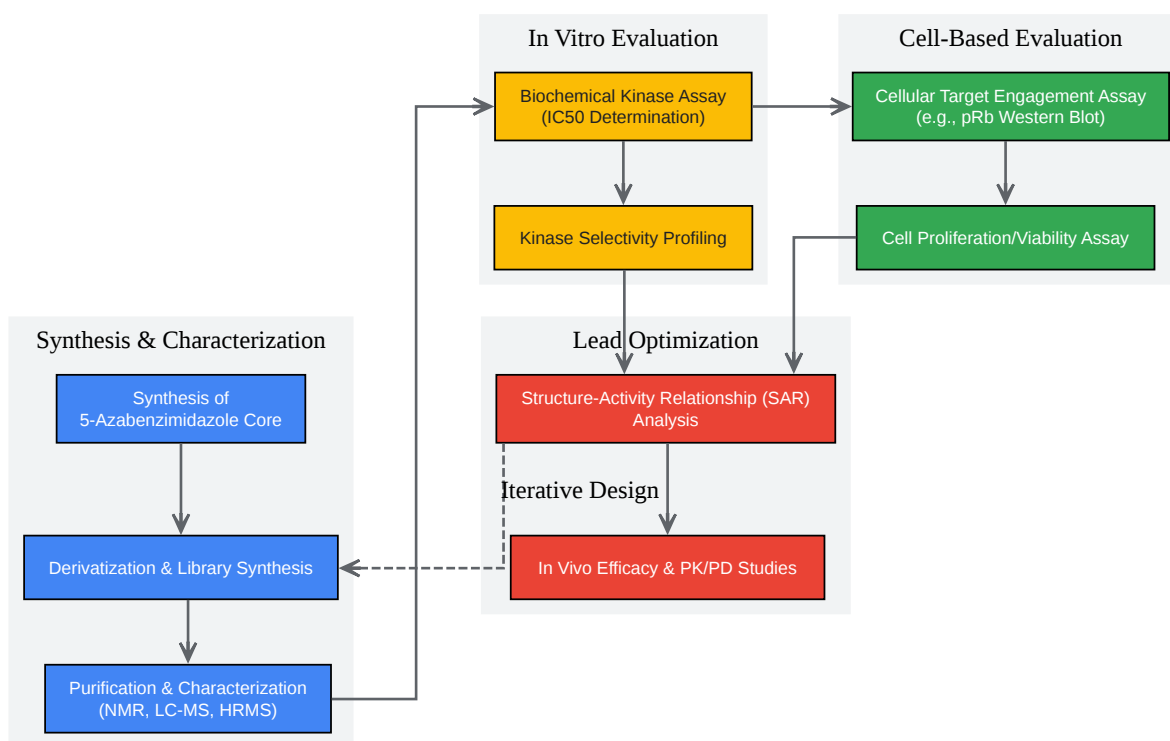 In Vitro Evaluation
Biochemical Kinase Assay
(IC50 Determination)
Kinase Selectivity Profiling
Cell-Based Evaluation
Cellular Target Engagement Assay
(e.g., pRb Western Blot)
Cell Proliferation/Viability Assay
Synthesis & Characterization
Synthesis of
5-Azabenzimidazole Core
Derivatization & Library Synthesis
Purification & Characterization
(NMR, LC-MS, HRMS)
Lead Optimization
Structure-Activity Relationship (SAR)
Analysis
Iterative Design
In Vivo Efficacy & PK/PD Studies